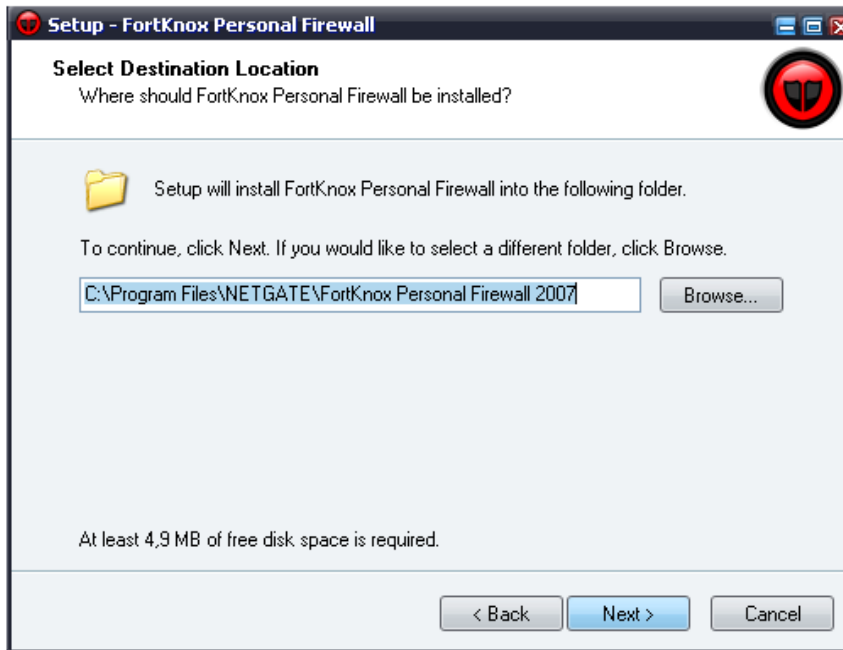 Setup - FortKnox Personal Firewall
Select Destination Location
Where should FortKnox Personal Firewall be installed?
Setup will install FortKnox Personal Firewall into the following folder.
To continue, click Next. If you would like to select a different folder, click Browse.
C:\Program Files\NETGATE\FortKnox Personal Firewall 2007
Browse...
At least 4,9 MB of free disk space is required.
< Back
Next >
Cancel